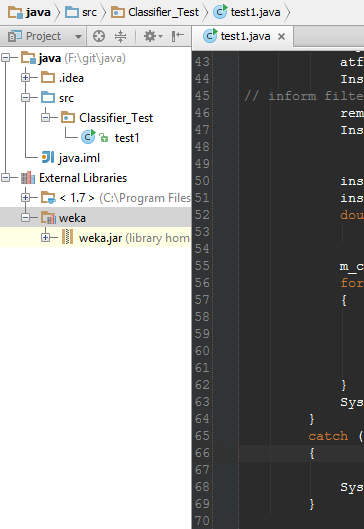 java src Classifier_Test test1.java
Project test1.java
java (F:\git\java)
.idea
src
Classifier_Test
test1
java.iml
External Libraries
< 1.7 > (C:\Program Files
weka
weka.jar (library hom
43 atf
44 Ins
45 // inform filte
46 rem
47 Ins
48
49
50 ins
51 ins
52 dou
53
54
55 m_c
56 for
57 {
58
59
60
61
62 }
63 Sys
64 }
65 catch (
66 {
67
68 Sys
69 }
70